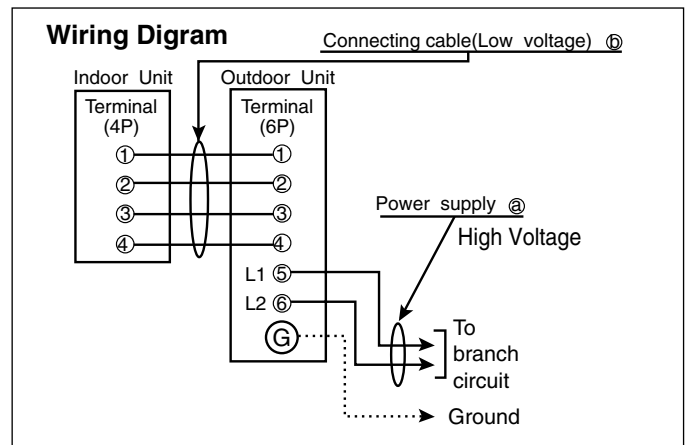 Wiring Digram
Connecting cable(Low voltage) ⓑ
Indoor Unit
Outdoor Unit
Terminal
(4P)
Terminal
(6P)
① ①
② ②
③ ③
④ ④
L1 ⑤
L2 ⑥
Ⓖ
Power supply ⓐ
High Voltage
To
branch
circuit
Ground